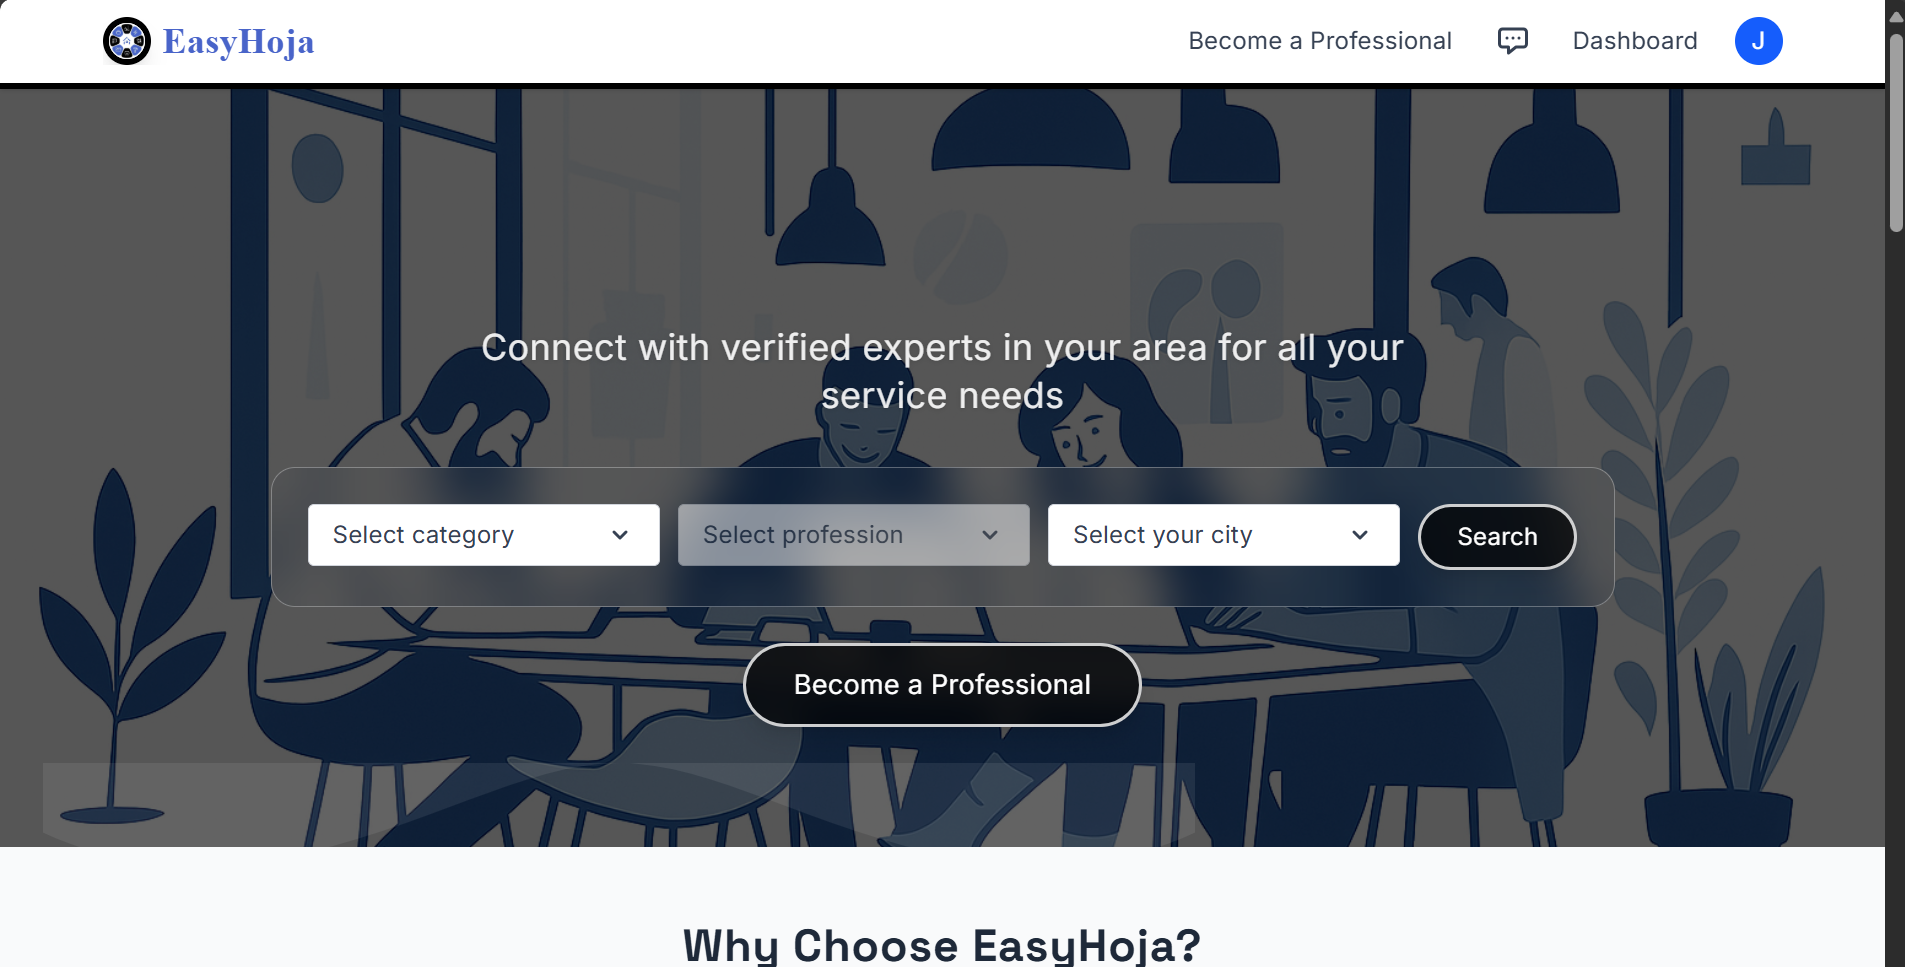 EasyHoja
Become a Professional
Dashboard
J
Connect with verified experts in your area for all your
service needs
Select category
Select profession
Select your city
Search
Become a Professional
Why Choose EasyHoja?